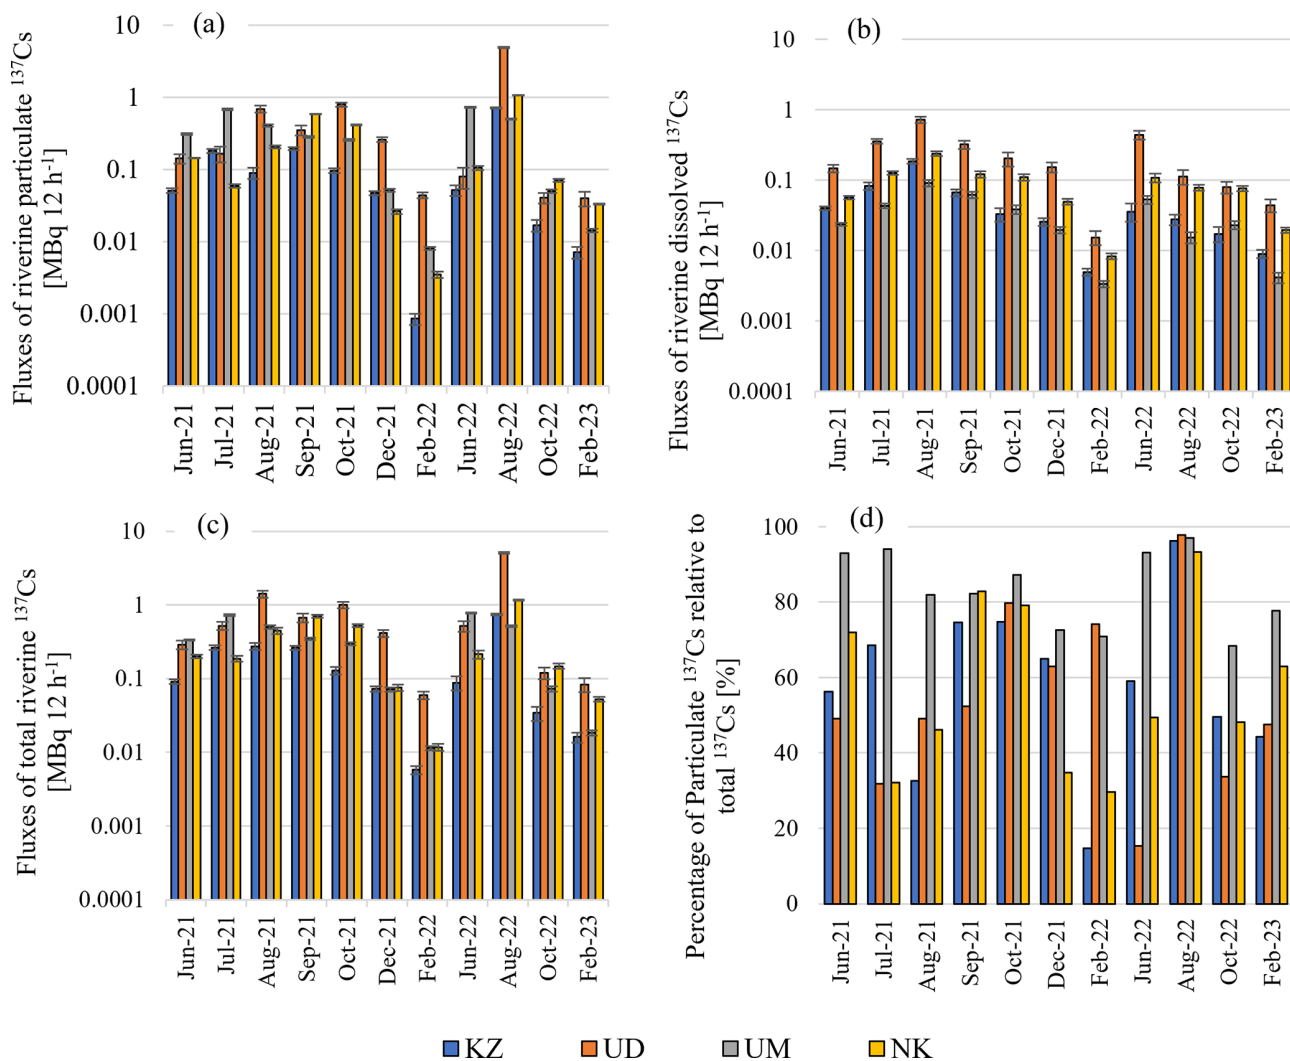 (a)
Fluxes of riverine particulate ¹³⁷Cs
[MBq 12 h⁻¹]
10
1
0.1
0.01
0.001
0.0001
Jun-21
Jul-21
Aug-21
Sep-21
Oct-21
Dec-21
Feb-22
Jun-22
Aug-22
Oct-22
Feb-23
(b)
Fluxes of riverine dissolved ¹³⁷Cs
[MBq 12 h⁻¹]
10
1
0.1
0.01
0.001
0.0001
Jun-21
Jul-21
Aug-21
Sep-21
Oct-21
Dec-21
Feb-22
Jun-22
Aug-22
Oct-22
Feb-23
(c)
Fluxes of total riverine ¹³⁷Cs
[MBq 12 h⁻¹]
10
1
0.1
0.01
0.001
0.0001
Jun-21
Jul-21
Aug-21
Sep-21
Oct-21
Dec-21
Feb-22
Jun-22
Aug-22
Oct-22
Feb-23
(d)
Percentage of Particulate ¹³⁷Cs relative to
total ¹³⁷Cs [%]
100
80
60
40
20
0
Jun-21
Jul-21
Aug-21
Sep-21
Oct-21
Dec-21
Feb-22
Jun-22
Aug-22
Oct-22
Feb-23
KZ UD UM NK